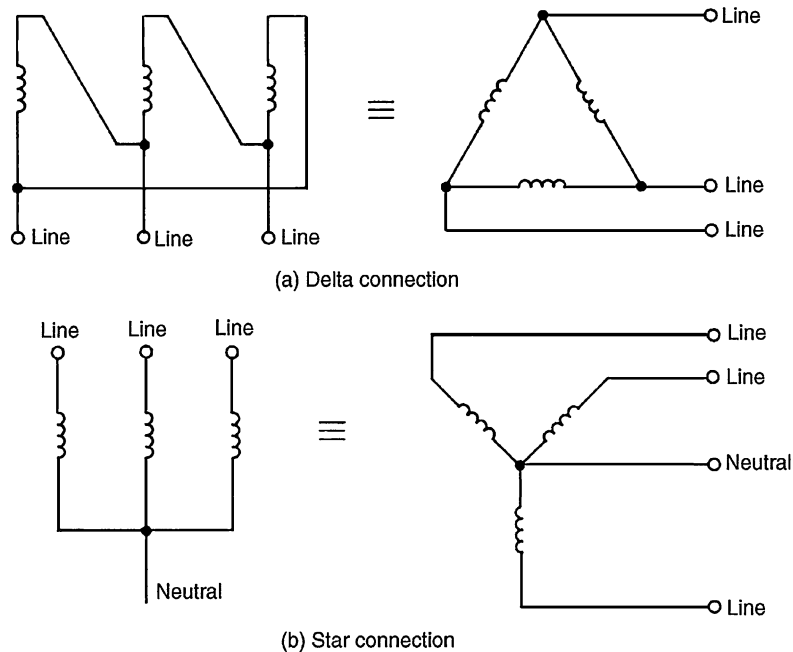 Line
Line
Line
Line Line Line
(a) Delta connection
Line Line Line
Line
Line
Neutral
Neutral
Line
(b) Star connection